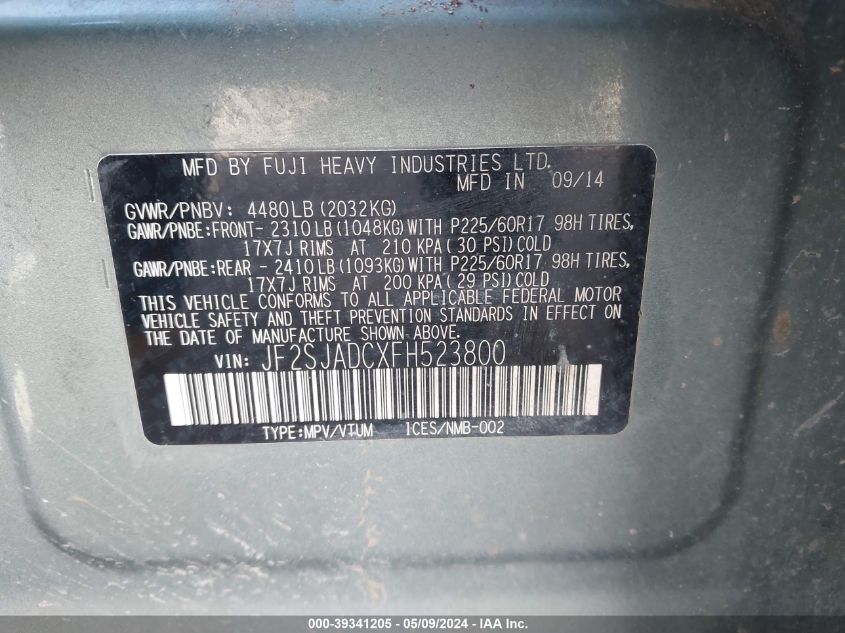 MFD BY FUJI HEAVY INDUSTRIES LTD.
MFD IN 09/14
GVWR/PNBV: 4480LB (2032KG)
GAWR/PNBE:FRONT- 2310LB (1048KG)WITH P225/60R17 98H TIRES,
17X7J RIMS AT 210 KPA ( 30 PSI) COLD
GAWR/PNBE:REAR - 2410LB (1093KG)WITH P225/60R17 98H TIRES,
17X7J RIMS AT 200 KPA ( 29 PSI) COLD
THIS VEHICLE CONFORMS TO ALL APPLICABLE FEDERAL MOTOR
VEHICLE SAFETY AND THEFT PREVENTION STANDARDS IN EFFECT ON
THE DATE OF MANUFACTURE SHOWN ABOVE.
VIN: JF2SJADCXFH523800
TYPE:MPV/VTUM ICES/NMB-002
000-39341205 - 05/09/2024 - IAA Inc.